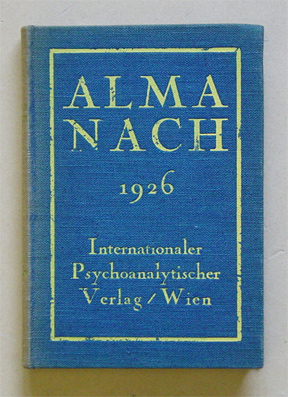 ALMA
NACH
1926
Internationaler
Psychoanalytischer
Verlag / Wien